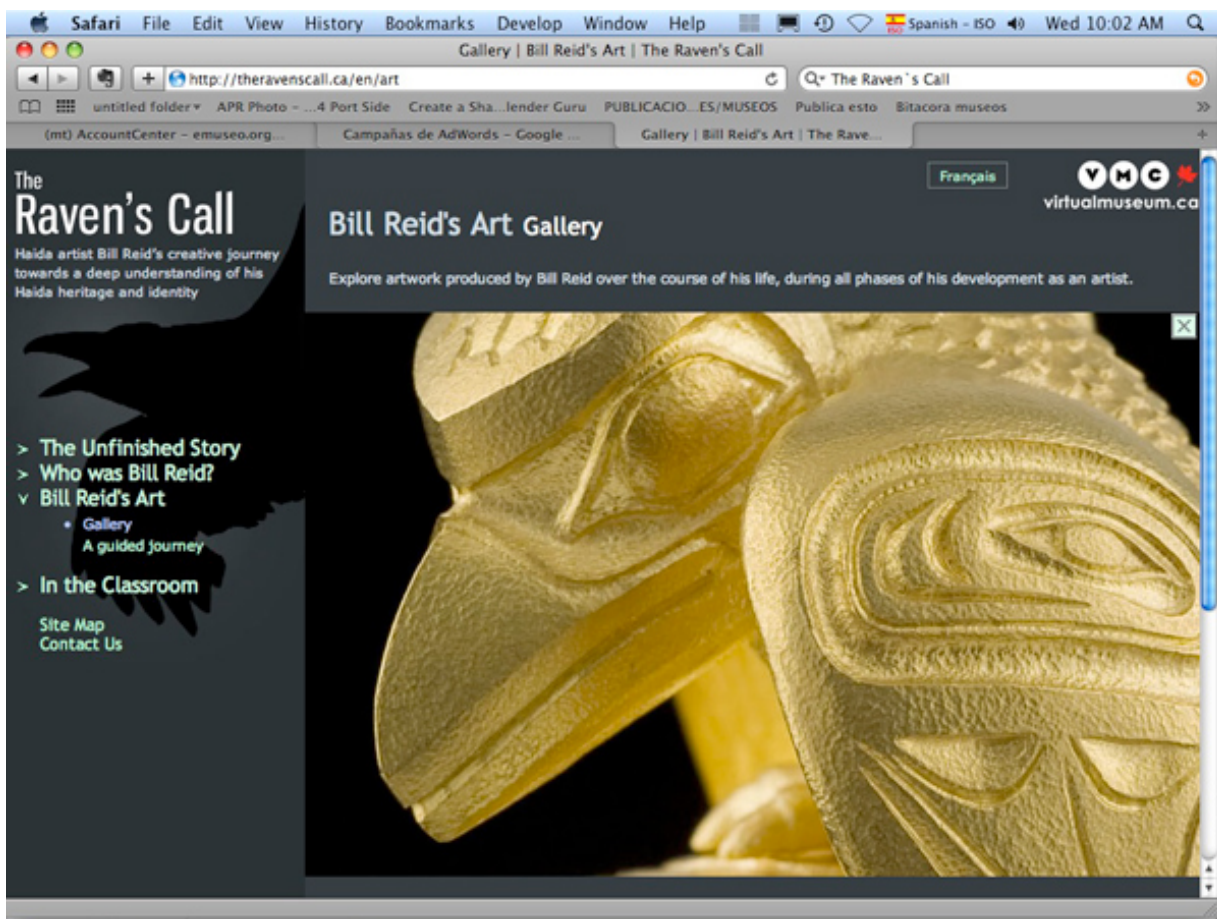 Safari File Edit View History Bookmarks Develop Window Help ISO Spanish - ISO Wed 10:02 AM
Gallery | Bill Reid's Art | The Raven's Call
http://theravenscall.ca/en/art
The Raven`s Call
untitled folder APR Photo - ...4 Port Side Create a Sha...lender Guru PUBLICACIO...ES/MUSEOS Publica esto Bitacora museos
(mt) AccountCenter - emuseo.org... Campañas de AdWords - Google ... Gallery | Bill Reid's Art | The Rave...
The
Raven's Call
Haida artist Bill Reid's creative journey
towards a deep understanding of his
Haida heritage and identity
> The Unfinished Story
> Who was Bill Reid?
v Bill Reid's Art
• Gallery
A guided journey
> In the Classroom
Site Map
Contact Us
Français
VMC
virtualmuseum.ca
Bill Reid's Art Gallery
Explore artwork produced by Bill Reid over the course of his life, during all phases of his development as an artist.